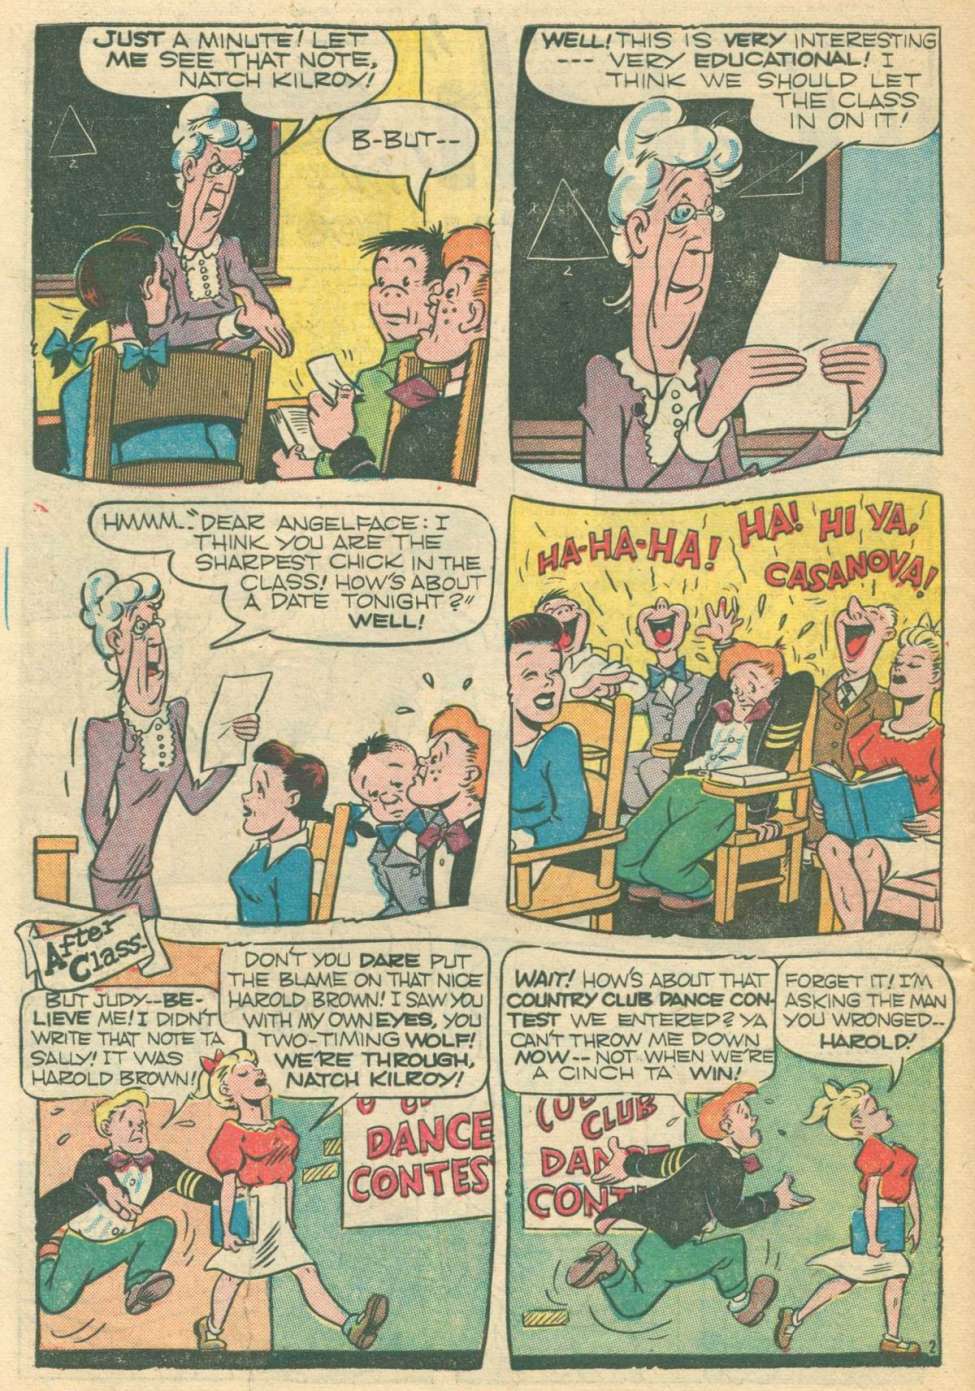 JUST A MINUTE! LET
ME SEE THAT NOTE,
NATCH KILROY!
B-BUT--
2
WELL! THIS IS VERY INTERESTING
--- VERY EDUCATIONAL! I
THINK WE SHOULD LET
THE CLASS
IN ON IT!
2
HMMM--"DEAR ANGELFACE: I
THINK YOU ARE THE
SHARPEST CHICK IN THE
CLASS! HOW'S ABOUT
A DATE TONIGHT?"
WELL!
HA-HA-HA!
HA! HI YA,
CASANOVA!
After
Class--
BUT JUDY--BE-
LIEVE ME! I DIDN'T
WRITE THAT NOTE TA
SALLY! IT WAS
HAROLD BROWN!
DON'T YOU DARE PUT
THE BLAME ON THAT NICE
HAROLD BROWN! I SAW YOU
WITH MY OWN EYES, YOU
TWO-TIMING WOLF!
WE'RE THROUGH,
NATCH KILROY!
DANCE
CONTES
WAIT! HOW'S ABOUT THAT
COUNTRY CLUB DANCE CON-
TEST WE ENTERED? YA
CAN'T THROW ME DOWN
NOW-- NOT WHEN WE'RE
A CINCH TA WIN!
FORGET IT! I'M
ASKING THE MAN
YOU WRONGED--
HAROLD!
CLUB
DAN
CONT
2